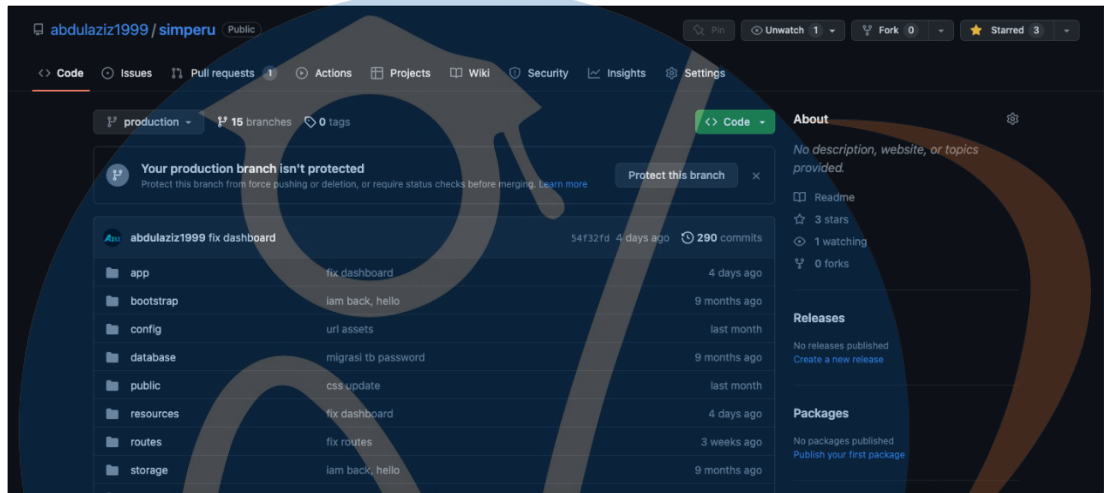 abdulaziz1999 / simperu Public Pin Unwatch 1 Fork 0 Starred 3
Code Issues Pull requests 1 Actions Projects Wiki Security Insights Settings
production 15 branches 0 tags Code
Your production branch isn't protected
Protect this branch from force pushing or deletion, or require status checks before merging. Learn more
Protect this branch
abdulaziz1999 fix dashboard 54f32fd 4 days ago 290 commits
app fix dashboard 4 days ago
bootstrap iam back, hello 9 months ago
config url assets last month
database migrasi tb password 9 months ago
public css update last month
resources fix dashboard 4 days ago
routes fix routes 3 weeks ago
storage iam back, hello 9 months ago
About
No description, website, or topics
provided.
Readme
3 stars
1 watching
0 forks
Releases
No releases published
Create a new release
Packages
No packages published
Publish your first package